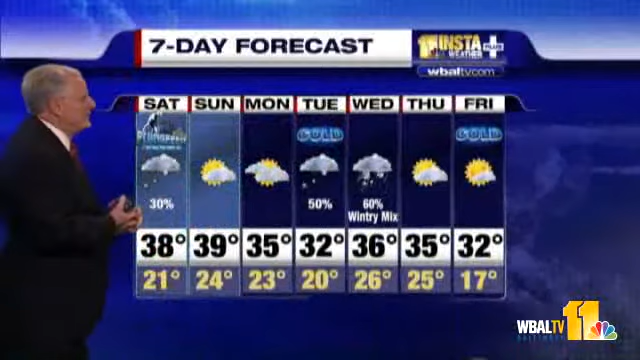 7-DAY FORECAST
11 INSTA PLUS
WEATHER
wbaltv.com
SAT SUN MON TUE WED THU FRI
COLD COLD
30% 50% 60%
Wintry Mix
38° 39° 35° 32° 36° 35° 32°
21° 24° 23° 20° 26° 25° 17°
WBALTV 11
BALTIMORE